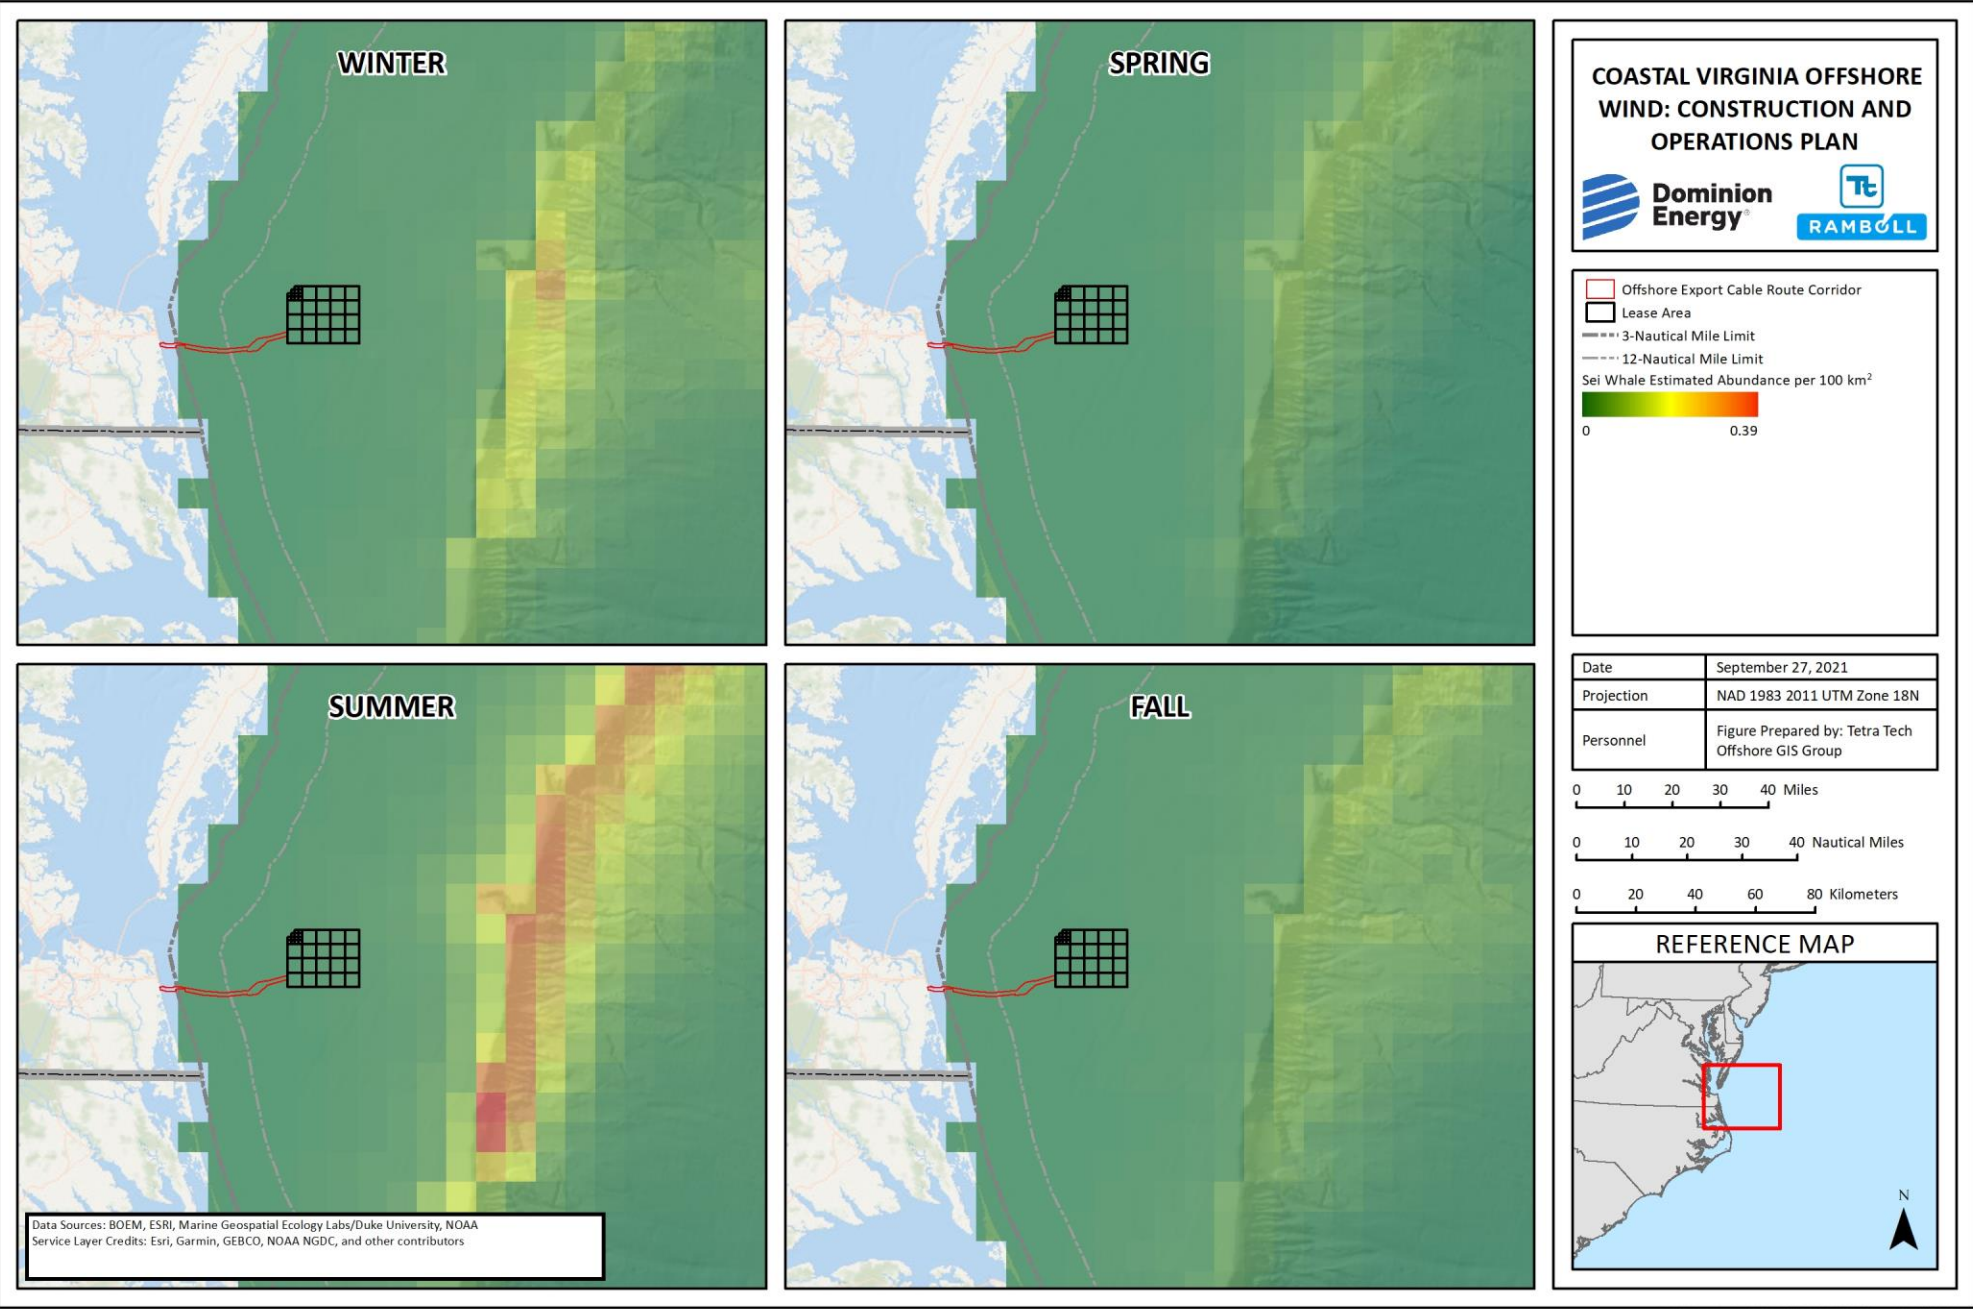 WINTER
SPRING
SUMMER
FALL
Data Sources: BOEM, ESRI, Marine Geospatial Ecology Labs/Duke University, NOAA
Service Layer Credits: Esri, Garmin, GEBCO, NOAA NGDC, and other contributors
COASTAL VIRGINIA OFFSHORE
WIND: CONSTRUCTION AND
OPERATIONS PLAN
Dominion
Energy®
Tt
RAMBOLL
Offshore Export Cable Route Corridor
Lease Area
3-Nautical Mile Limit
12-Nautical Mile Limit
Sei Whale Estimated Abundance per 100 km²
0 0.39
Date September 27, 2021
Projection NAD 1983 2011 UTM Zone 18N
Personnel Figure Prepared by: Tetra Tech
Offshore GIS Group
0 10 20 30 40 Miles
0 10 20 30 40 Nautical Miles
0 20 40 60 80 Kilometers
REFERENCE MAP
N